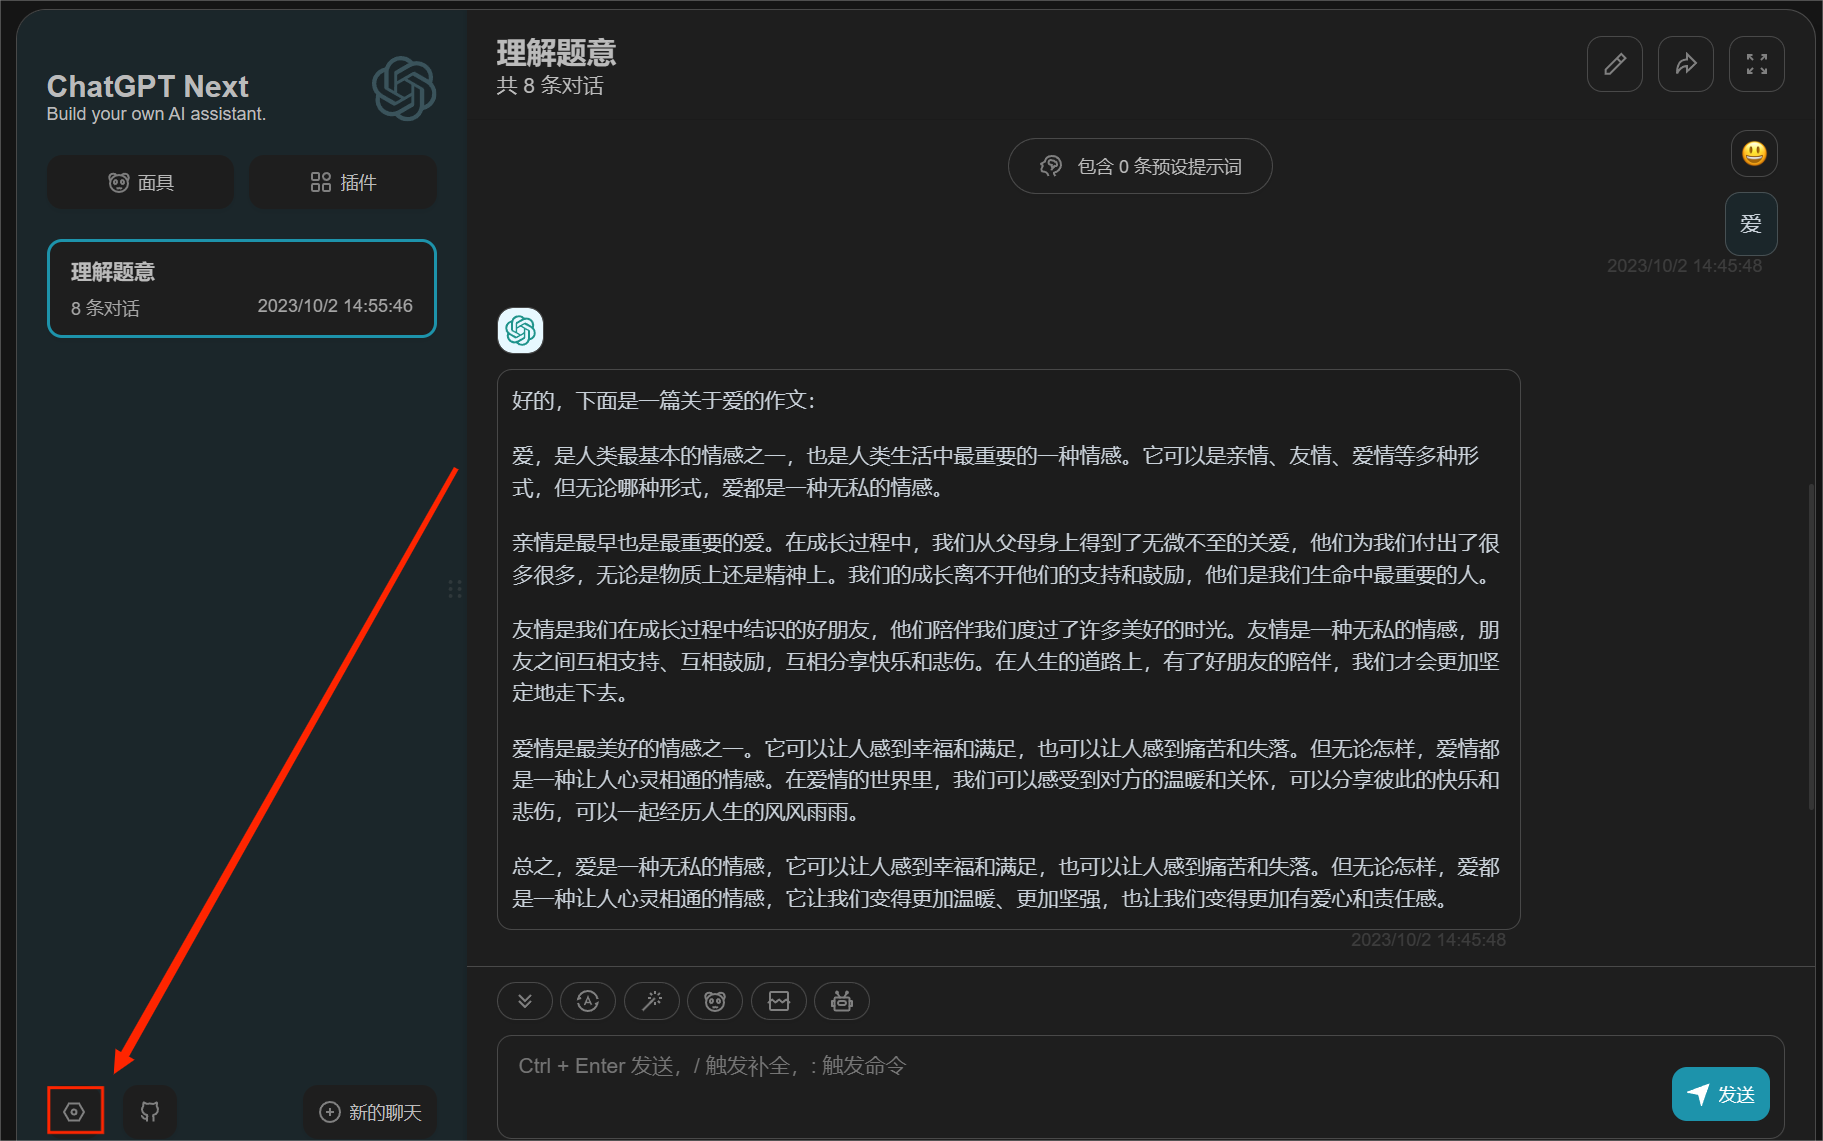 ChatGPT Next
Build your own AI assistant.
面具
插件
理解题意
8 条对话
2023/10/2 14:55:46
新的聊天
理解题意
共 8 条对话
包含 0 条预设提示词
爱
2023/10/2 14:45:48
好的，下面是一篇关于爱的作文：
爱，是人类最基本的情感之一，也是人类生活中最重要的一种情感。它可以是亲情、友情、爱情等多种形
式，但无论哪种形式，爱都是一种无私的情感。
亲情是最早也是最重要的爱。在成长过程中，我们从父母身上得到了无微不至的关爱，他们为我们付出了很
多很多，无论是物质上还是精神上。我们的成长离不开他们的支持和鼓励，他们是我们生命中最重要的人。
友情是我们在成长过程中结识的好朋友，他们陪伴我们度过了许多美好的时光。友情是一种无私的情感，朋
友之间互相支持、互相鼓励，互相分享快乐和悲伤。在人生的道路上，有了好朋友的陪伴，我们才会更加坚
定地走下去。
爱情是最美好的情感之一。它可以让人感到幸福和满足，也可以让人感到痛苦和失落。但无论怎样，爱情都
是一种让人心灵相通的情感。在爱情的世界里，我们可以感受到对方的温暖和关怀，可以分享彼此的快乐和
悲伤，可以一起经历人生的风风雨雨。
总之，爱是一种无私的情感，它可以让人感到幸福和满足，也可以让人感到痛苦和失落。但无论怎样，爱都
是一种让人心灵相通的情感，它让我们变得更加温暖、更加坚强，也让我们变得更加有爱心和责任感。
2023/10/2 14:45:48
Ctrl + Enter 发送，/ 触发补全，: 触发命令
发送